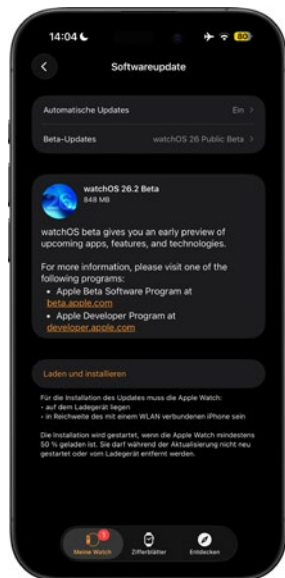 14:04
80
Softwareupdate
Automatische Updates Ein
Beta-Updates watchOS 26 Public Beta
26
watchOS 26.2 Beta
848 MB
watchOS beta gives you an early preview of
upcoming apps, features, and technologies.
For more information, please visit one of the
following programs:
• Apple Beta Software Program at
beta.apple.com
• Apple Developer Program at
developer.apple.com
Laden und installieren
Für die Installation des Updates muss die Apple Watch:
- auf dem Ladegerät liegen
- in Reichweite des mit einem WLAN verbundenen iPhone sein
Die Installation wird gestartet, wenn die Apple Watch mindestens
50 % geladen ist. Sie darf während der Aktualisierung nicht neu
gestartet oder vom Ladegerät entfernt werden.
1
Meine Watch Zifferblätter Entdecken